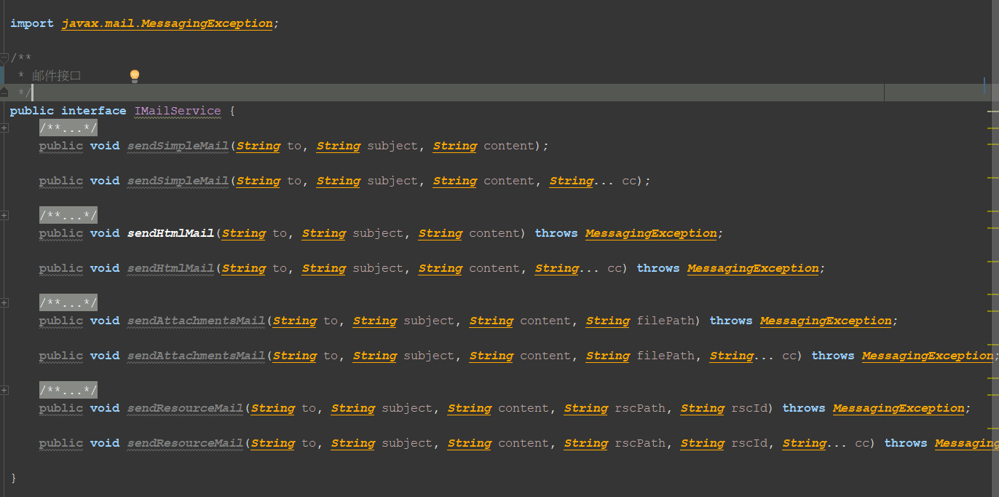 import javax.mail.MessagingException;
/**
 * 邮件接口
 */
public interface IMailService {
    /**...*/
    public void sendSimpleMail(String to, String subject, String content);
    public void sendSimpleMail(String to, String subject, String content, String... cc);
    /**...*/
    public void sendHtmlMail(String to, String subject, String content) throws MessagingException;
    public void sendHtmlMail(String to, String subject, String content, String... cc) throws MessagingException;
    /**...*/
    public void sendAttachmentsMail(String to, String subject, String content, String filePath) throws MessagingException;
    public void sendAttachmentsMail(String to, String subject, String content, String filePath, String... cc) throws MessagingException;
    /**...*/
    public void sendResourceMail(String to, String subject, String content, String rscPath, String rscId) throws MessagingException;
    public void sendResourceMail(String to, String subject, String content, String rscPath, String rscId, String... cc) throws Messaging
}